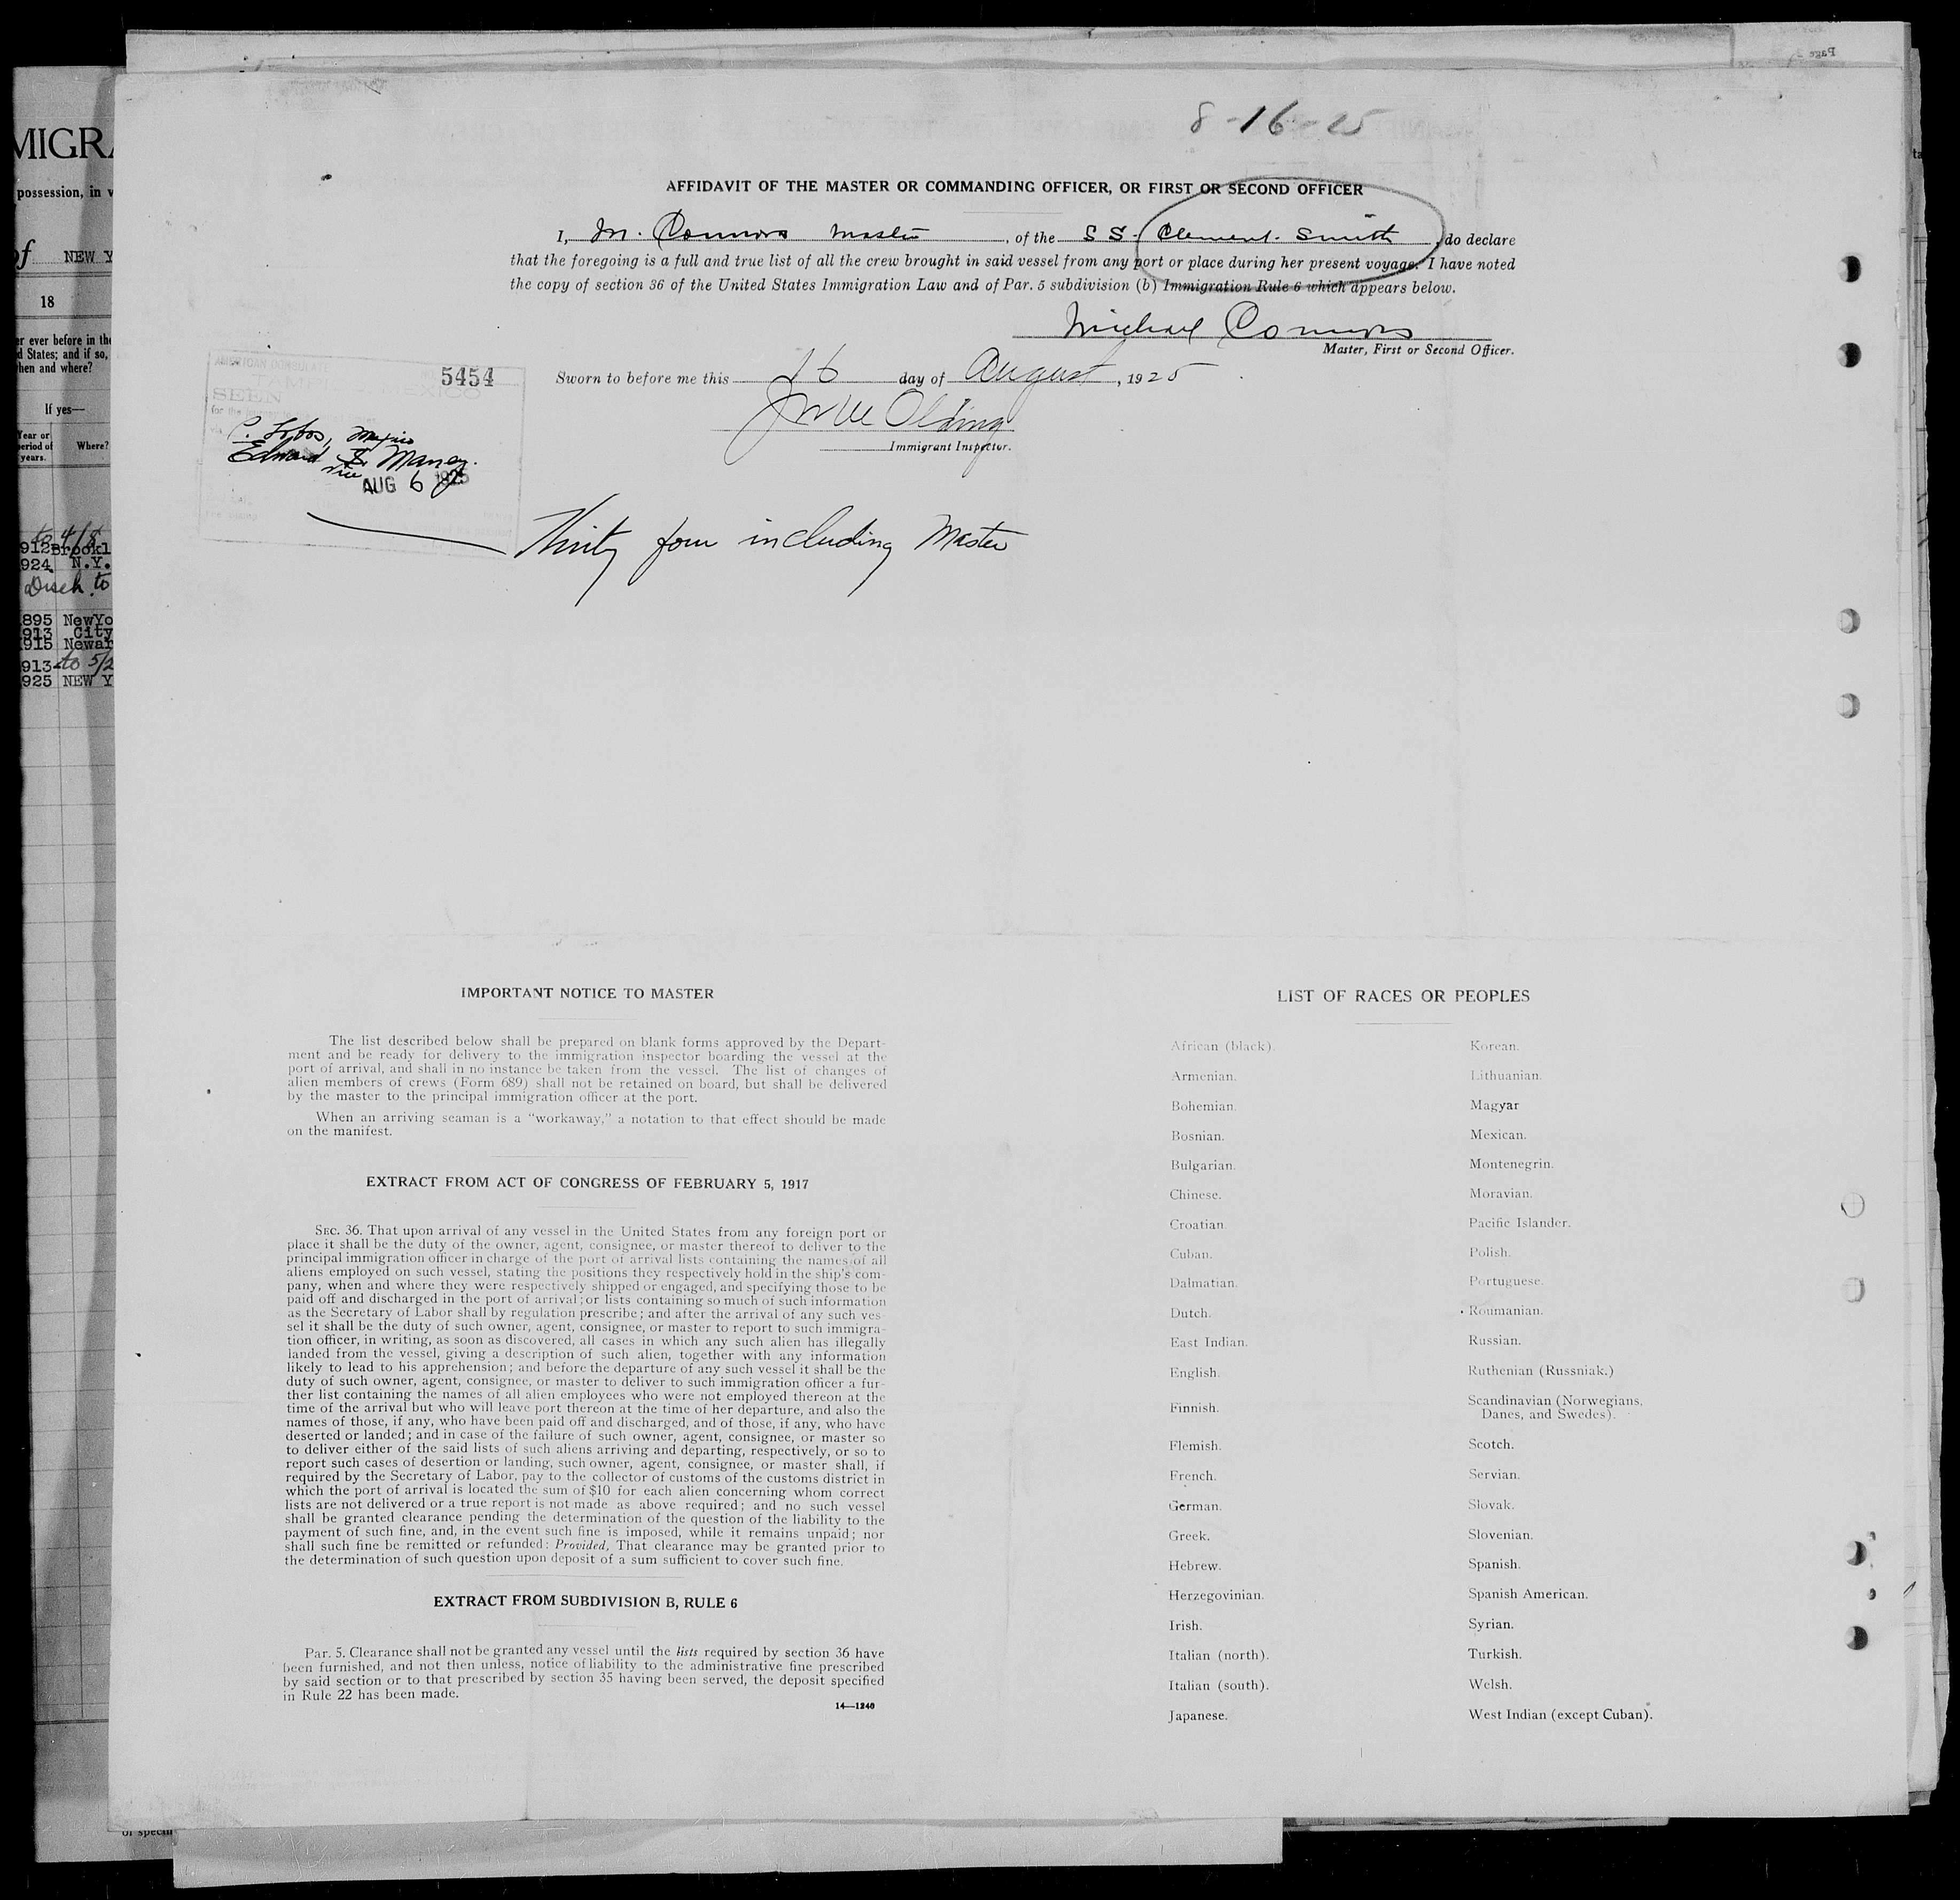 8-16-25
AFFIDAVIT OF THE MASTER OR COMMANDING OFFICER, OR FIRST OR SECOND OFFICER
I, M. Connors Master, of the S S. Clement. Smith, do declare
that the foregoing is a full and true list of all the crew brought in said vessel from any port or place during her present voyage. I have noted
the copy of section 36 of the United States Immigration Law and of Par. 5 subdivision (b) Immigration Rule 6 which appears below.
Michael Connors
Master, First or Second Officer.
Sworn to before me this 16 day of August, 1925
Olding
Immigrant Inspector.
AMERICAN CONSULATE
5454
MEXICO
SEEN
P. Lobos, Mexico
Edward S. Maney.
Vice
AUG 6 1925
Thirty four including Master
IMPORTANT NOTICE TO MASTER
The list described below shall be prepared on blank forms approved by the Depart-
ment and be ready for delivery to the immigration inspector boarding the vessel at the
port of arrival, and shall in no instance be taken from the vessel. The list of changes of
alien members of crews (Form 689) shall not be retained on board, but shall be delivered
by the master to the principal immigration officer at the port.
When an arriving seaman is a "workaway," a notation to that effect should be made
on the manifest.
EXTRACT FROM ACT OF CONGRESS OF FEBRUARY 5, 1917
SEC. 36. That upon arrival of any vessel in the United States from any foreign port or
place it shall be the duty of the owner, agent, consignee, or master thereof to deliver to the
principal immigration officer in charge of the port of arrival lists containing the names of all
aliens employed on such vessel, stating the positions they respectively hold in the ship's com-
pany, when and where they were respectively shipped or engaged, and specifying those to be
paid off and discharged in the port of arrival; or lists containing so much of such information
as the Secretary of Labor shall by regulation prescribe; and after the arrival of any such ves-
sel it shall be the duty of such owner, agent, consignee, or master to report to such immigra-
tion officer, in writing, as soon as discovered, all cases in which any such alien has illegally
landed from the vessel, giving a description of such alien, together with any information
likely to lead to his apprehension; and before the departure of any such vessel it shall be the
duty of such owner, agent, consignee, or master to deliver to such immigration officer a fur-
ther list containing the names of all alien employees who were not employed thereon at the
time of the arrival but who will leave port thereon at the time of her departure, and also the
names of those, if any, who have been paid off and discharged, and of those, if any, who have
deserted or landed; and in case of the failure of such owner, agent, consignee, or master so
to deliver either of the said lists of such aliens arriving and departing, respectively, or so to
report such cases of desertion or landing, such owner, agent, consignee, or master shall, if
required by the Secretary of Labor, pay to the collector of customs of the customs district in
which the port of arrival is located the sum of $10 for each alien concerning whom correct
lists are not delivered or a true report is not made as above required; and no such vessel
shall be granted clearance pending the determination of the question of the liability to the
payment of such fine, and, in the event such fine is imposed, while it remains unpaid; nor
shall such fine be remitted or refunded: Provided, That clearance may be granted prior to
the determination of such question upon deposit of a sum sufficient to cover such fine.
EXTRACT FROM SUBDIVISION B, RULE 6
Par. 5. Clearance shall not be granted any vessel until the lists required by section 36 have
been furnished, and not then unless, notice of liability to the administrative fine prescribed
by said section or to that prescribed by section 35 having been served, the deposit specified
in Rule 22 has been made.
14—1240
LIST OF RACES OR PEOPLES
African (black).
Armenian.
Bohemian.
Bosnian.
Bulgarian.
Chinese.
Croatian.
Cuban.
Dalmatian.
Dutch.
East Indian.
English.
Finnish.
Flemish.
French.
German.
Greek.
Hebrew.
Herzegovinian.
Irish.
Italian (north).
Italian (south).
Japanese.
Korean.
Lithuanian.
Magyar
Mexican.
Montenegrin.
Moravian.
Pacific Islander.
Polish.
Portuguese.
Roumanian.
Russian.
Ruthenian (Russniak.)
Scandinavian (Norwegians,
Danes, and Swedes).
Scotch.
Servian.
Slovak.
Slovenian.
Spanish.
Spanish American.
Syrian.
Turkish.
Welsh.
West Indian (except Cuban).
MIGRA
possession, in
of NEW Y
18
er ever before in the
d States; and if so,
hen and where?
If yes—
Year or
period of
years.
Where?
to 4/8
912-Brookl
924 N.Y.
Disch. to
895 NewYo
913 City
915 Newar
913-to 5/2
925 NEW Y